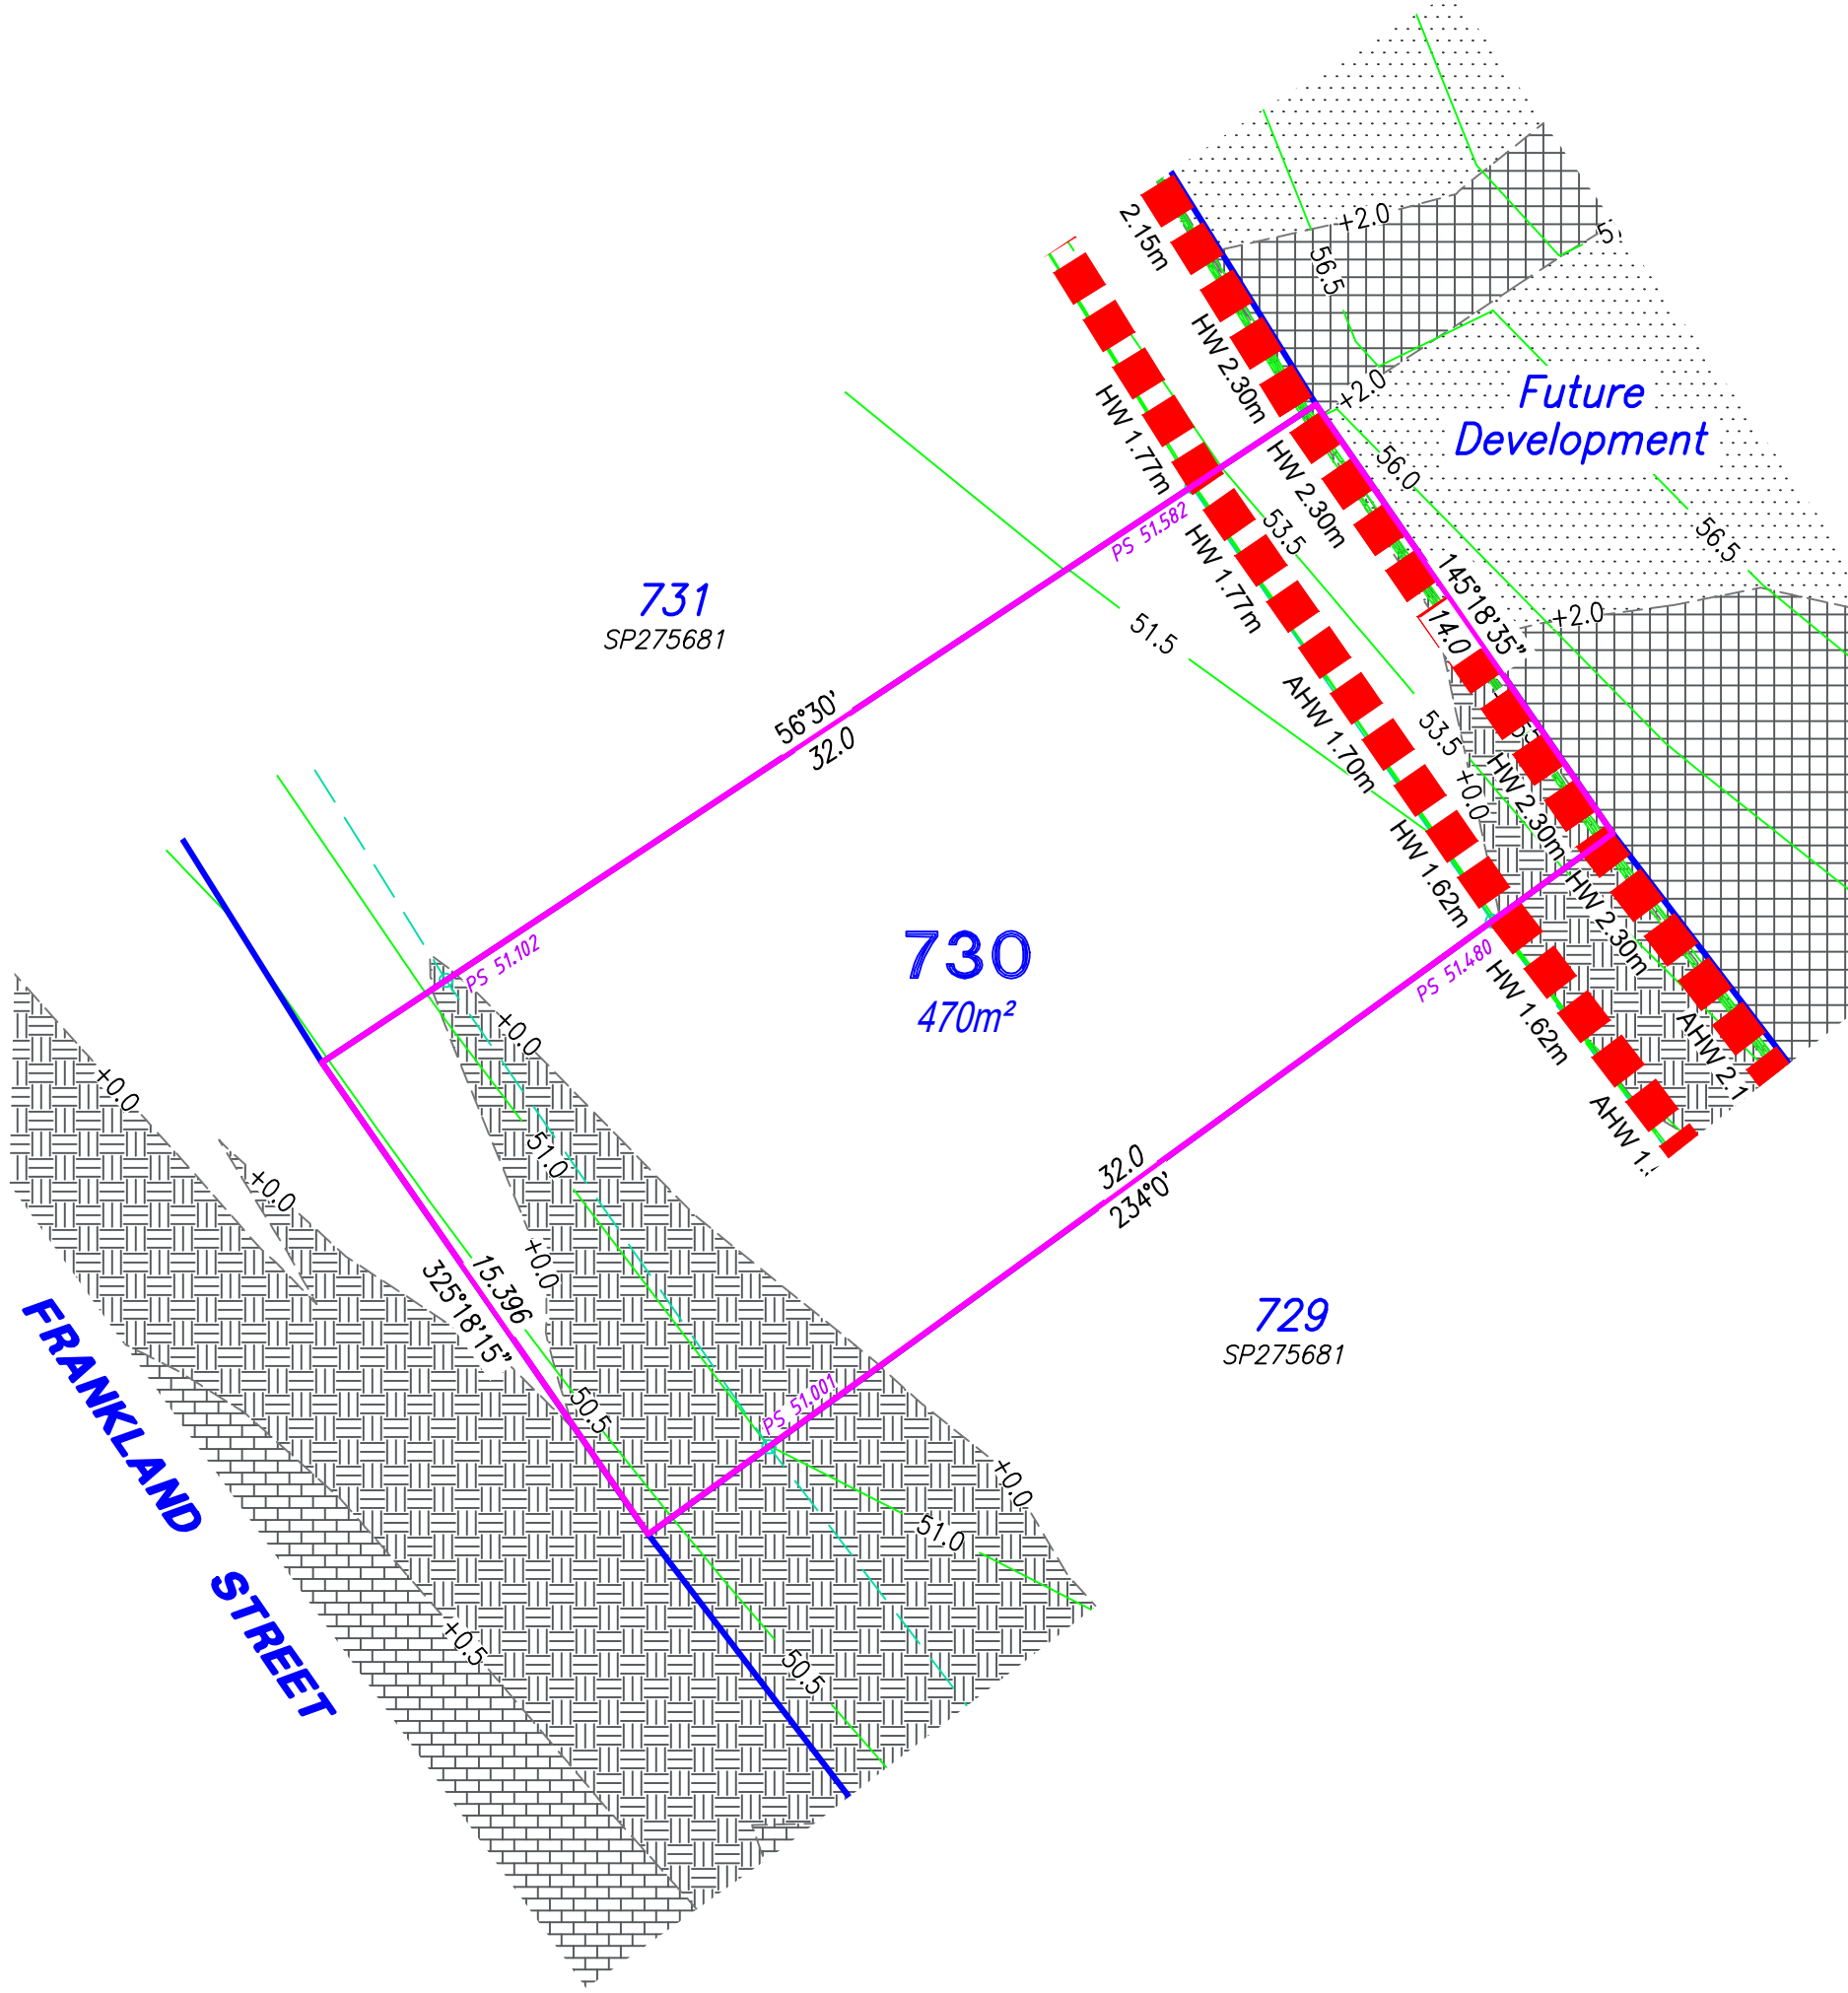 2.15m
+2.0
56.5
HW 2.30m
HW 1.77m
+2.0
Future
Development
56.0
HW 2.30m
53.5
56.5
PS 51.582
HW 1.77m
145°18'35"
14.0
+2.0
731
SP275681
51.5
56°30'
32.0
AHW 1.70m
53.5
+0.0
HW 2.30m
HW 1.62m
HW 2.30m
730
470m²
PS 51.102
PS 51.480
HW 1.62m
+0.0
+0.0
AHW 2.1
AHW 1.
51.0
+0.0
32.0
234°0'
+0.0
15.396
325°18'15"
729
SP275681
50.5
PS 51.001
FRANKLAND STREET
+0.0
51.0
+0.5
50.5